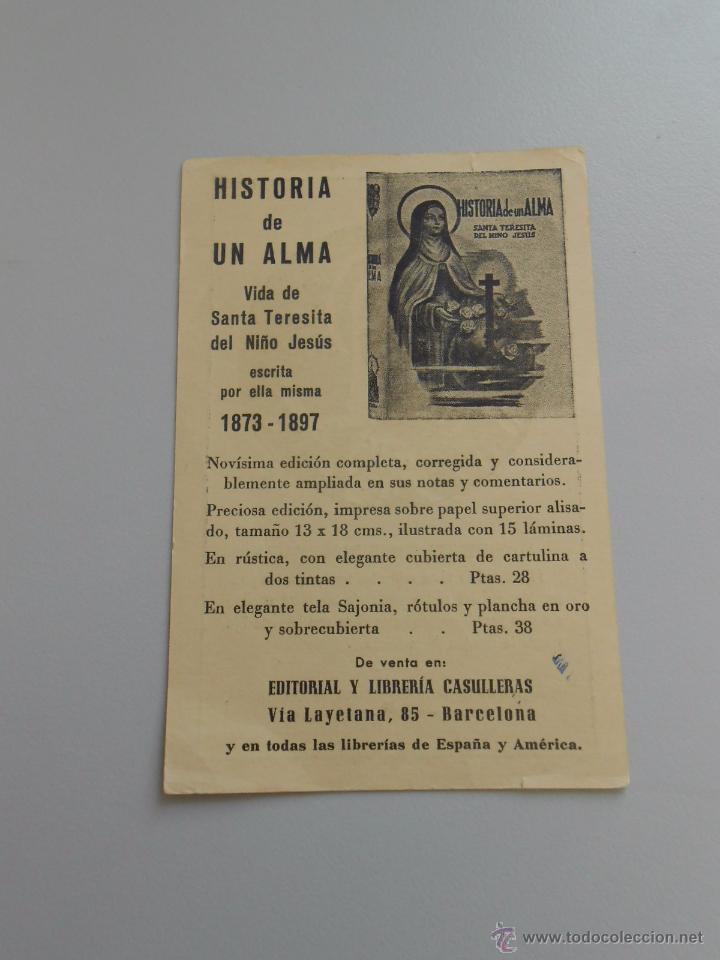 HISTORIA
de
UN ALMA
Vida de
Santa Teresita
del Niño Jesús
escrita
por ella misma
1873 - 1897
HISTORIA de un ALMA
SANTA TERESITA
DEL NIÑO JESÚS
Novísima edición completa, corregida y considera-
blemente ampliada en sus notas y comentarios.
Preciosa edición, impresa sobre papel superior alisa-
do, tamaño 13 x 18 cms., ilustrada con 15 láminas.
En rústica, con elegante cubierta de cartulina a
dos tintas . . . . Ptas. 28
En elegante tela Sajonia, rótulos y plancha en oro
y sobrecubierta . . Ptas. 38
De venta en:
EDITORIAL Y LIBRERÍA CASULLERAS
Vía Layetana, 85 - Barcelona
y en todas las librerías de España y América.
www.todocoleccion.net